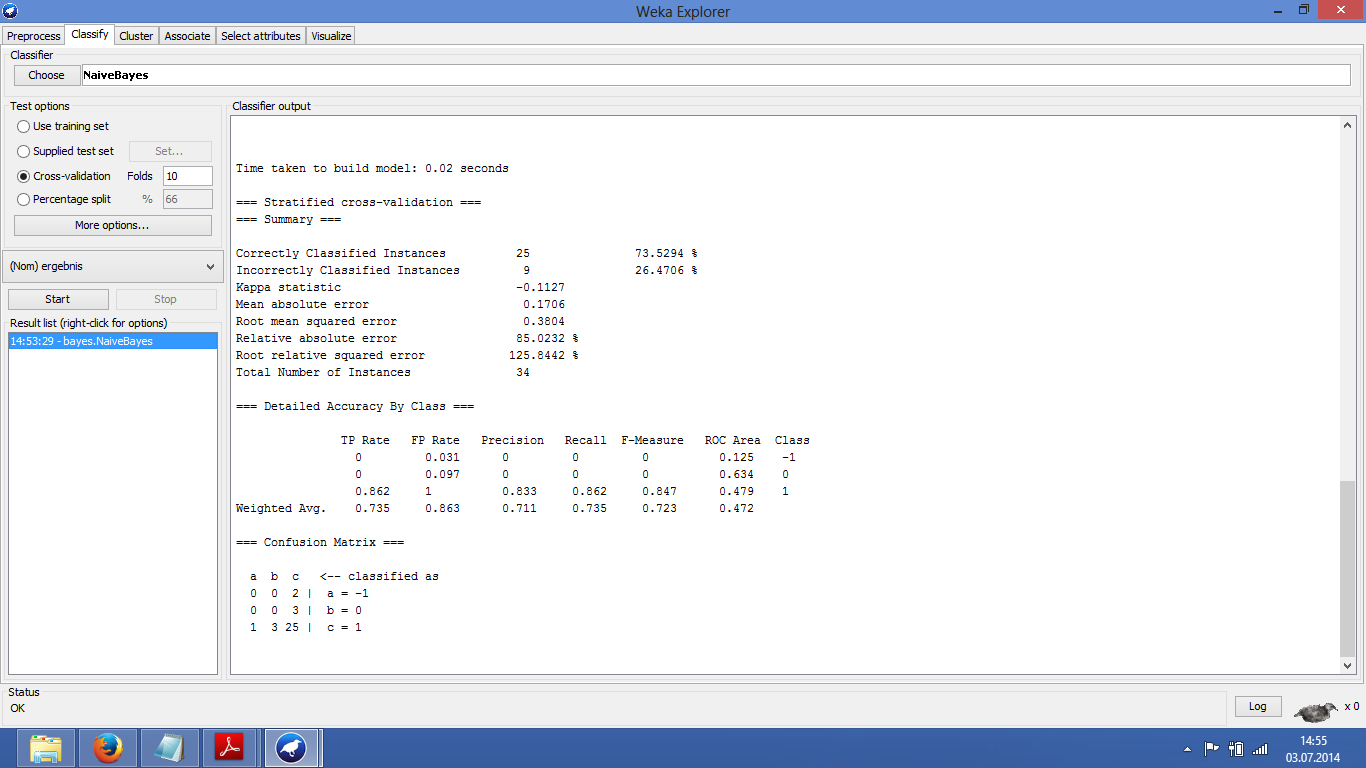 Weka Explorer
Preprocess Classify Cluster Associate Select attributes Visualize
Classifier
Choose NaiveBayes
Test options
Use training set
Supplied test set Set...
Cross-validation Folds 10
Percentage split % 66
More options...
(Nom) ergebnis
Start Stop
Result list (right-click for options)
14:53:29 - bayes.NaiveBayes
Classifier output
Time taken to build model: 0.02 seconds
=== Stratified cross-validation ===
=== Summary ===
Correctly Classified Instances 25 73.5294 %
Incorrectly Classified Instances 9 26.4706 %
Kappa statistic -0.1127
Mean absolute error 0.1706
Root mean squared error 0.3804
Relative absolute error 85.0232 %
Root relative squared error 125.8442 %
Total Number of Instances 34
=== Detailed Accuracy By Class ===
TP Rate FP Rate Precision Recall F-Measure ROC Area Class
0 0.031 0 0 0 0.125 -1
0 0.097 0 0 0 0.634 0
0.862 1 0.833 0.862 0.847 0.479 1
Weighted Avg. 0.735 0.863 0.711 0.735 0.723 0.472
=== Confusion Matrix ===
a b c <-- classified as
0 0 2 | a = -1
0 0 3 | b = 0
1 3 25 | c = 1
Status
OK
Log
x 0
14:55
03.07.2014